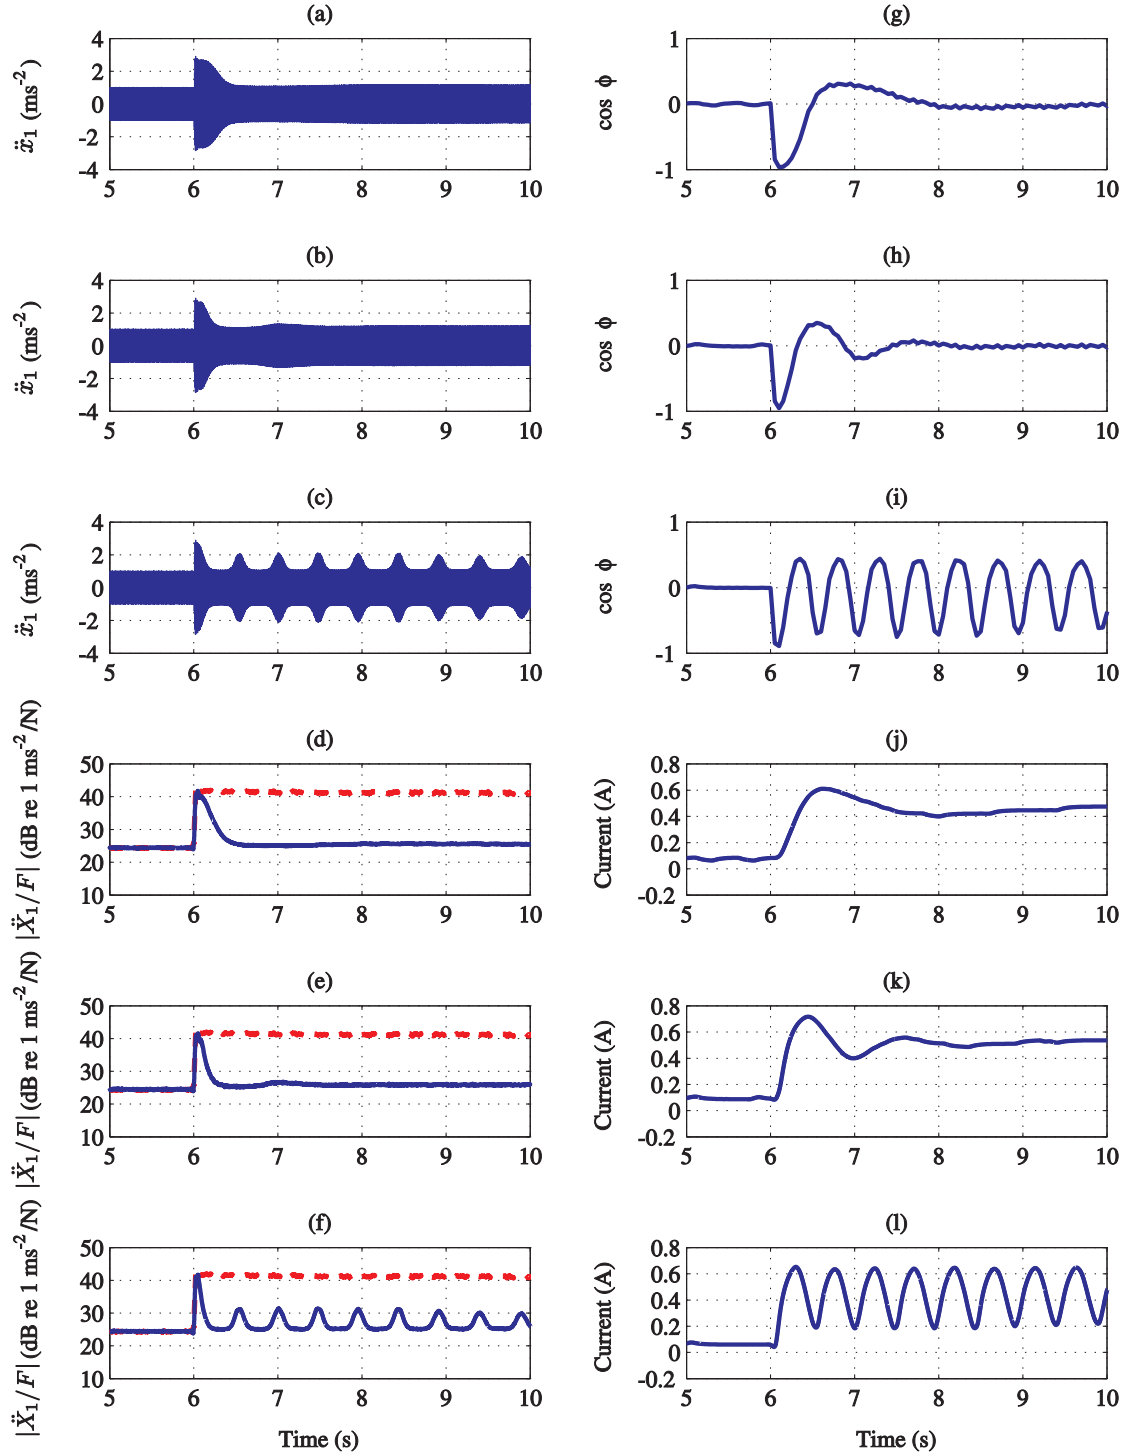 (a)
4
2
0
-2
-4
ẍ1 (ms-2)
5 6 7 8 9 10
(g)
1
0
-1
cos ϕ
5 6 7 8 9 10
(b)
4
2
0
-2
-4
ẍ1 (ms-2)
5 6 7 8 9 10
(h)
1
0
-1
cos ϕ
5 6 7 8 9 10
(c)
4
2
0
-2
-4
ẍ1 (ms-2)
5 6 7 8 9 10
(i)
1
0
-1
cos ϕ
5 6 7 8 9 10
(d)
50
40
30
20
10
|Ẍ1/F| (dB re 1 ms-2/N)
5 6 7 8 9 10
(j)
0.8
0.6
0.4
0.2
0
-0.2
Current (A)
5 6 7 8 9 10
(e)
50
40
30
20
10
|Ẍ1/F| (dB re 1 ms-2/N)
5 6 7 8 9 10
(k)
0.8
0.6
0.4
0.2
0
-0.2
Current (A)
5 6 7 8 9 10
(f)
50
40
30
20
10
|Ẍ1/F| (dB re 1 ms-2/N)
5 6 7 8 9 10
Time (s)
(l)
0.8
0.6
0.4
0.2
0
-0.2
Current (A)
5 6 7 8 9 10
Time (s)